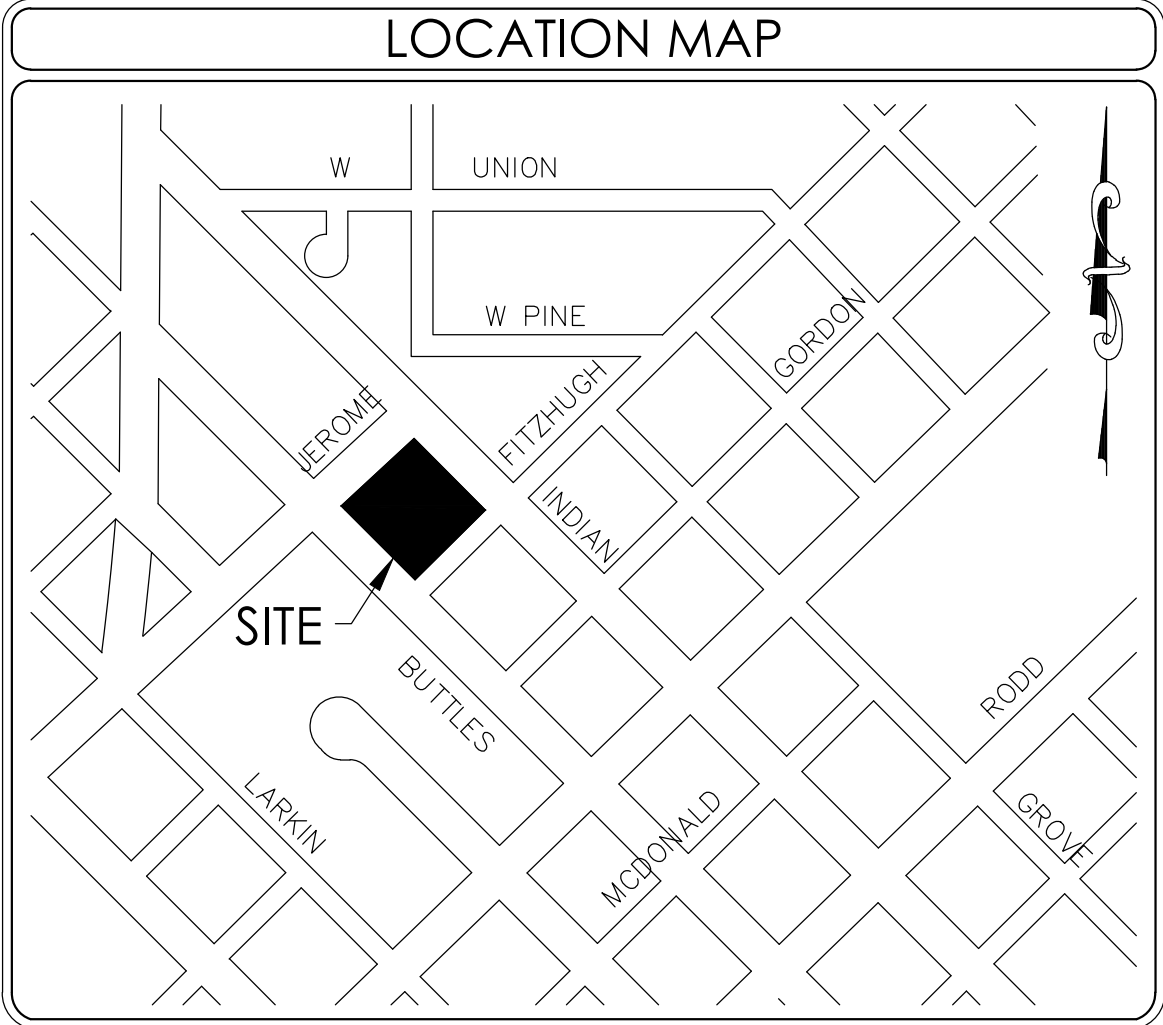 LOCATION MAP
W UNION
W PINE
GORDON
JEROME
FITZHUGH
INDIAN
SITE
BUTTLES
RODD
LARKIN
MCDONALD
GROVE